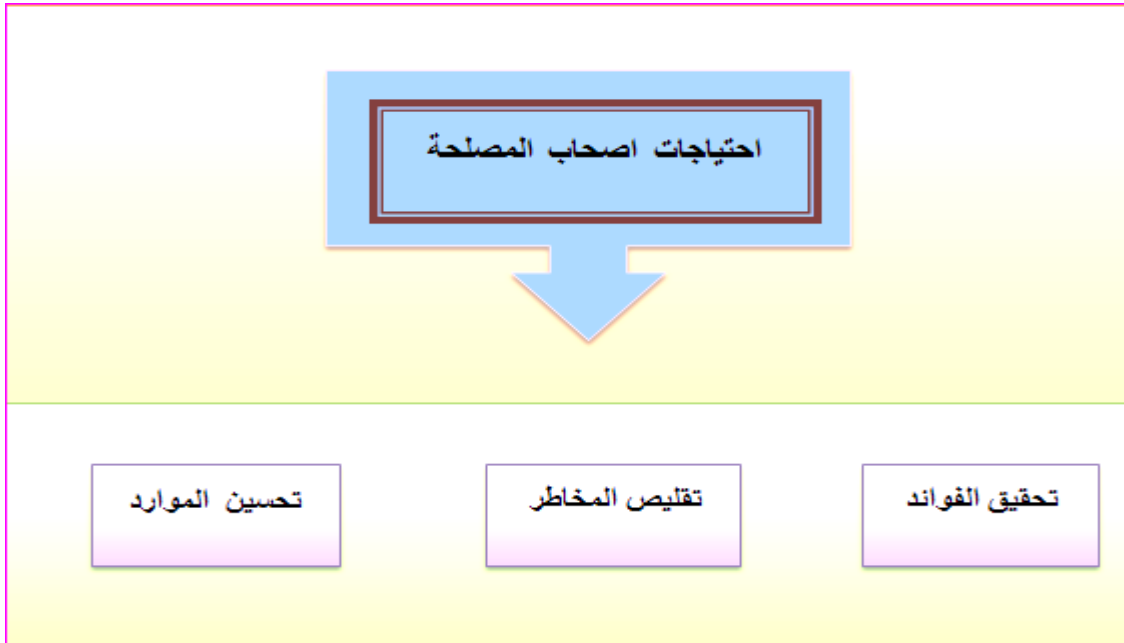 احتياجات اصحاب المصلحة
تحقيق الفوائد
تقليص المخاطر
تحسين الموارد